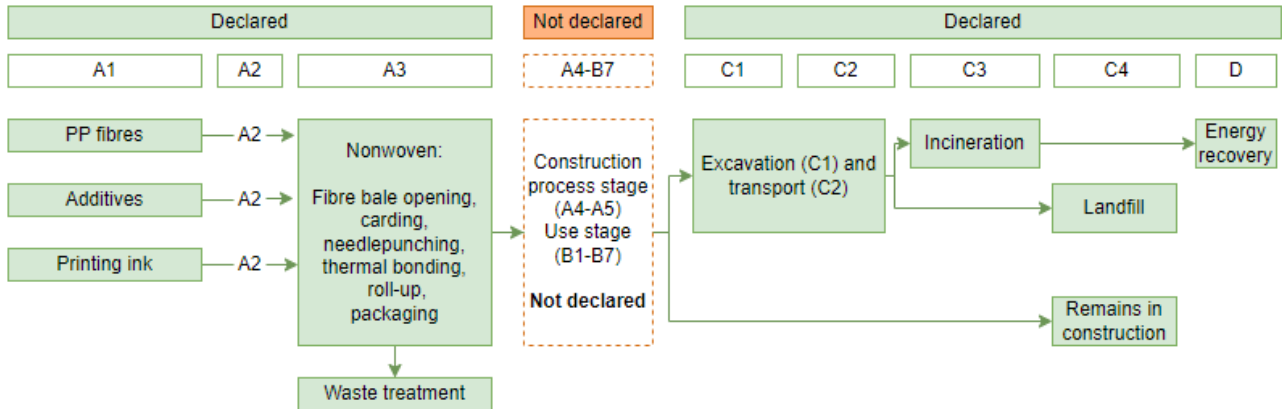 Declared
Not declared
Declared
A1
A2
A3
A4-B7
C1
C2
C3
C4
D
PP fibres
A2
Additives
A2
Printing ink
A2
Nonwoven:
Fibre bale opening,
carding,
needlepunching,
thermal bonding,
roll-up,
packaging
Waste treatment
Construction
process stage
(A4-A5)
Use stage
(B1-B7)
Not declared
Excavation (C1) and
transport (C2)
Incineration
Energy
recovery
Landfill
Remains in
construction